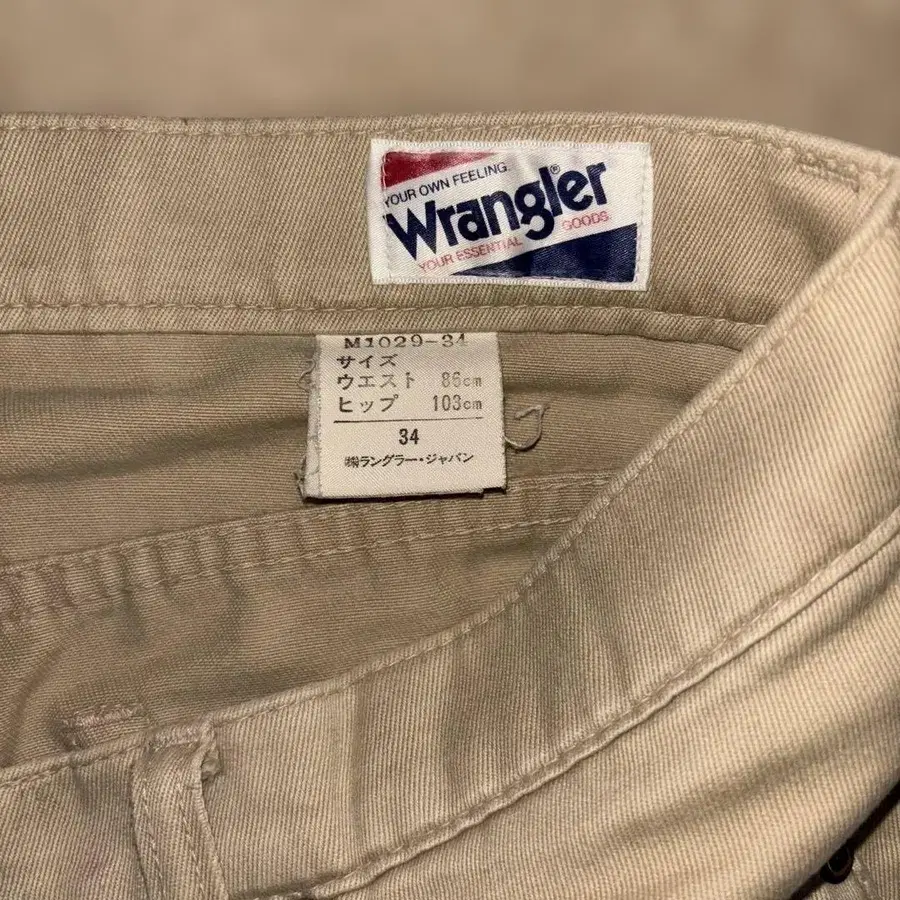 YOUR OWN FEELING.
Wrangler®
YOUR ESSENTIAL GOODS
M1029-34
サイズ
ウエスト 86cm
ヒップ 103cm
34
㈱ラングラー・ジャパン